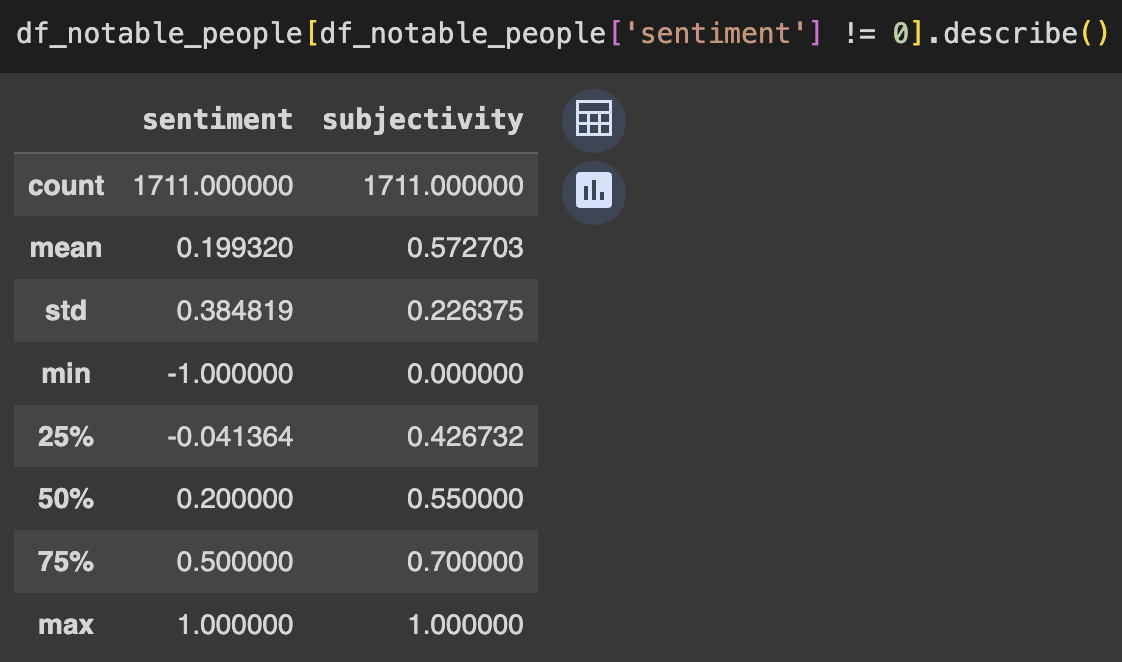 df_notable_people[df_notable_people['sentiment'] != 0].describe()
sentiment subjectivity
count 1711.000000 1711.000000
mean 0.199320 0.572703
std 0.384819 0.226375
min -1.000000 0.000000
25% -0.041364 0.426732
50% 0.200000 0.550000
75% 0.500000 0.700000
max 1.000000 1.000000